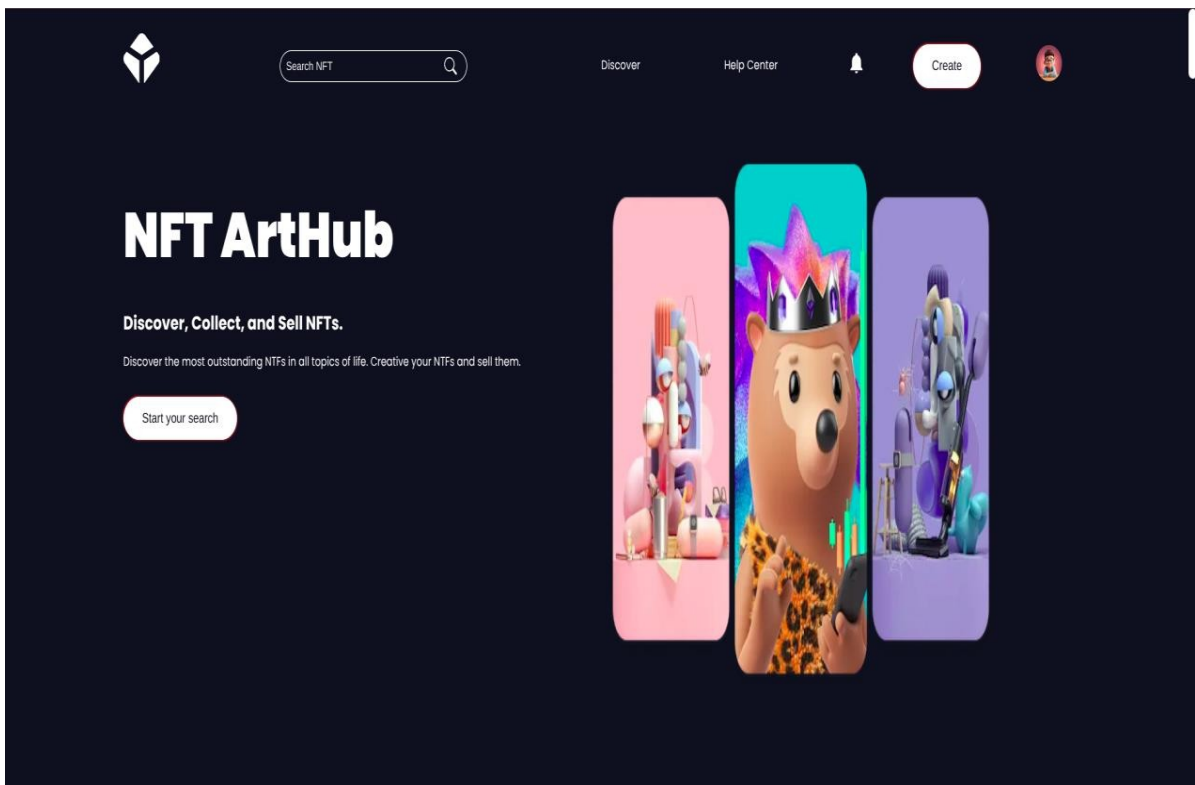 Search NFT
Discover
Help Center
Create
NFT ArtHub
Discover, Collect, and Sell NFTs.
Discover the most outstanding NTFs in all topics of life. Creative your NTFs and sell them.
Start your search